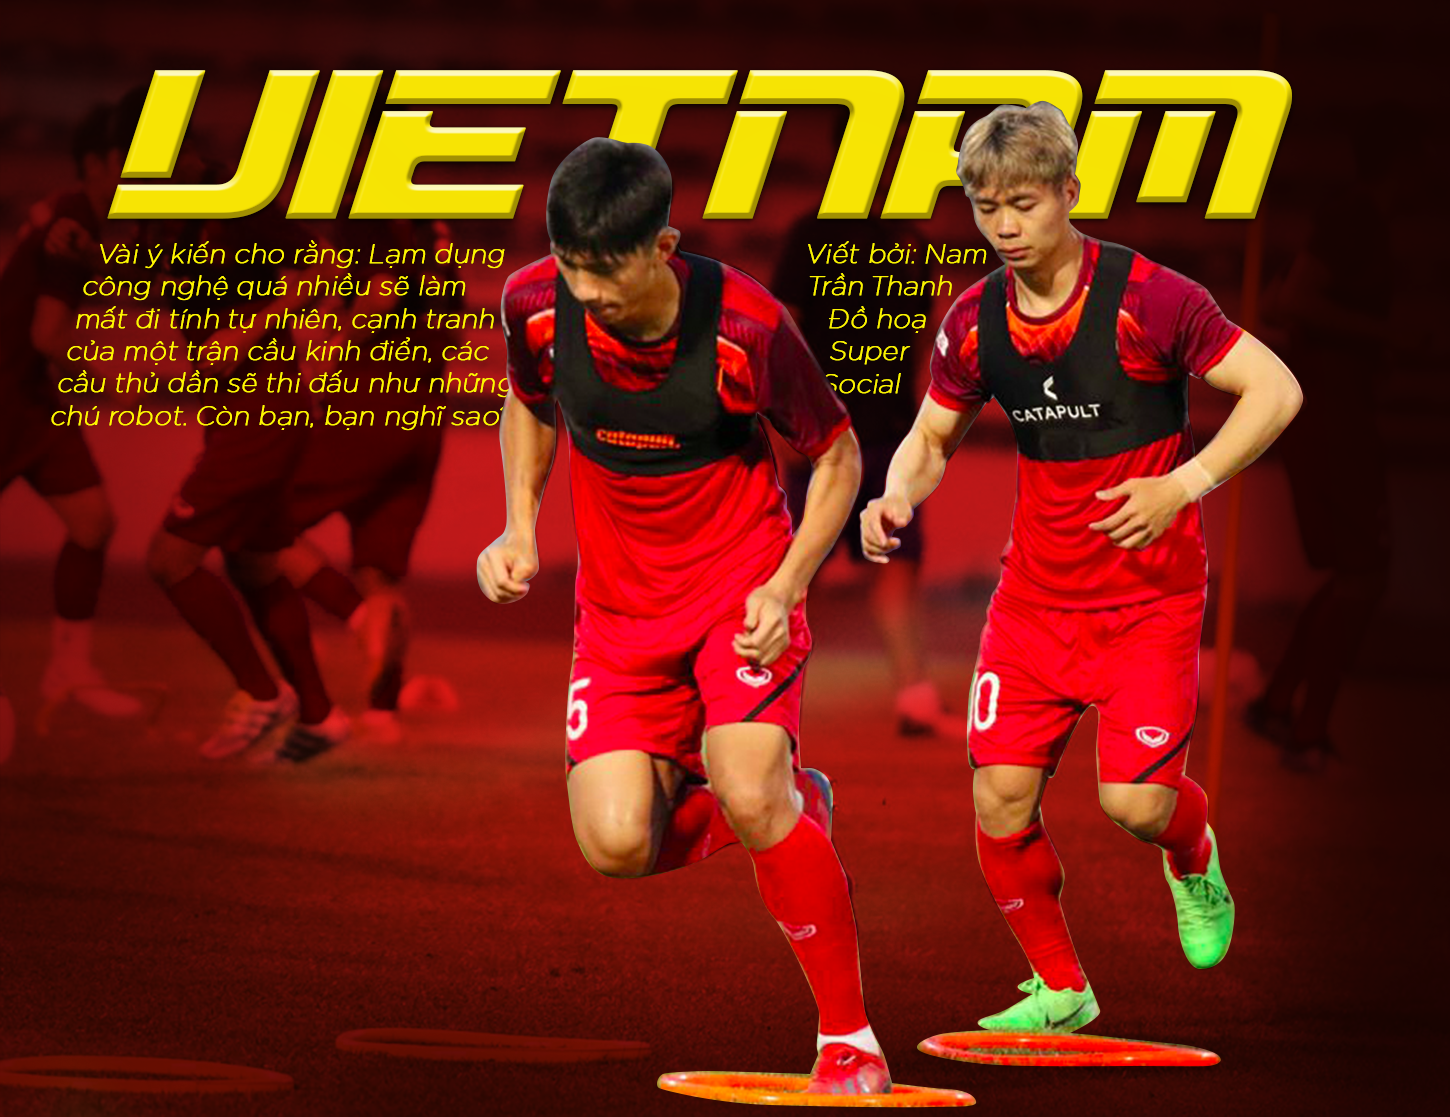 VIETNAM
Vài ý kiến cho rằng: Lạm dụng
công nghệ quá nhiều sẽ làm
mất đi tính tự nhiên, cạnh tranh
của một trận cầu kinh điển, các
cầu thủ dần sẽ thi đấu như những
chú robot. Còn bạn, bạn nghĩ sao?
Viết bởi: Nam
Trần Thanh
Đồ hoạ
Super
Social
CATAPULT
10
5